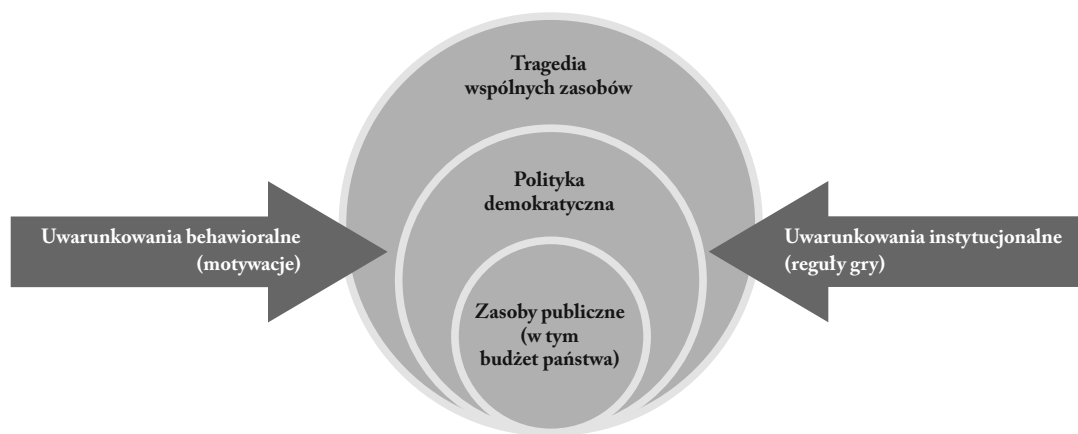 Tragedia
wspólnych zasobów
Polityka
demokratyczna
Uwarunkowania behawioralne
(motywacje)
Uwarunkowania instytucjonalne
(reguły gry)
Zasoby publiczne
(w tym
budżet państwa)